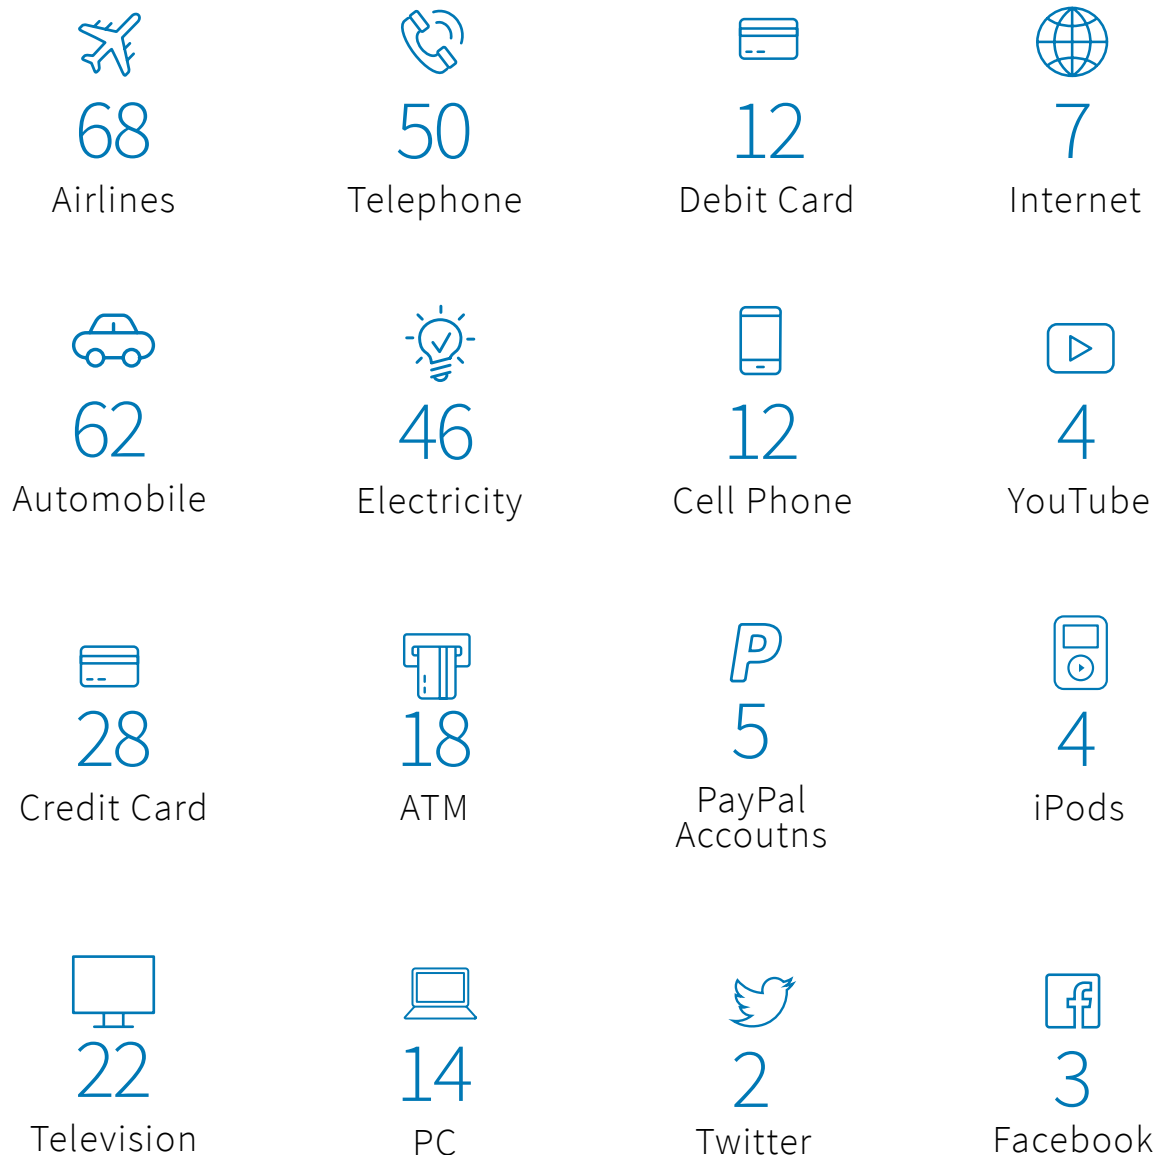 68
Airlines
50
Telephone
12
Debit Card
7
Internet
62
Automobile
46
Electricity
12
Cell Phone
4
YouTube
28
Credit Card
18
ATM
P
5
PayPal
Accoutns
4
iPods
22
Television
14
PC
2
Twitter
f
3
Facebook